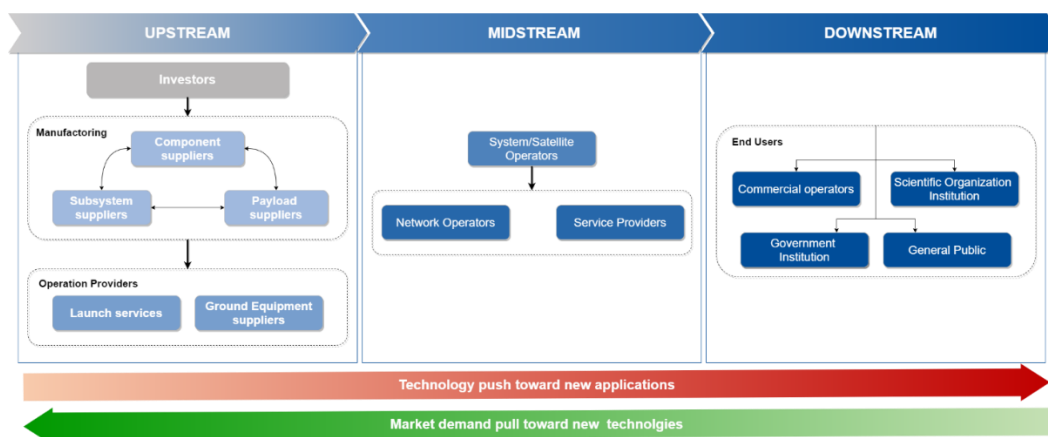 UPSTREAM
MIDSTREAM
DOWNSTREAM
Investors
Manufactoring
Component
suppliers
Subsystem
suppliers
Payload
suppliers
Operation Providers
Launch services
Ground Equipment
suppliers
System/Satellite
Operators
Network Operators
Service Providers
End Users
Commercial operators
Scientific Organization
Institution
Government
Institution
General Public
Technology push toward new applications
Market demand pull toward new technolgies